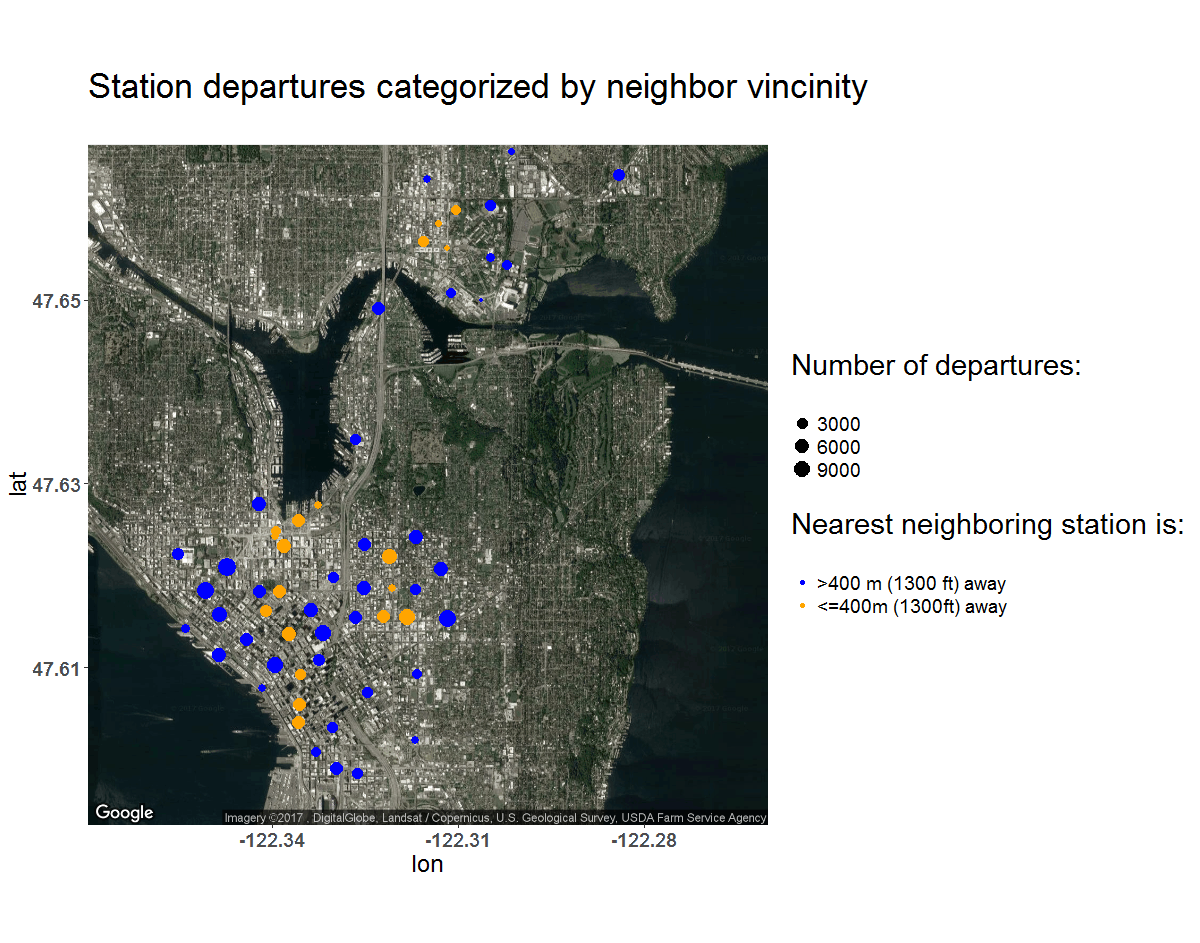 Station departures categorized by neighbor vincinity
47.65
47.63
47.61
lat
Google
Imagery ©2017 , DigitalGlobe, Landsat / Copernicus, U.S. Geological Survey, USDA Farm Service Agency
-122.34
-122.31
-122.28
lon
Number of departures:
3000
6000
9000
Nearest neighboring station is:
>400 m (1300 ft) away
<=400m (1300ft) away